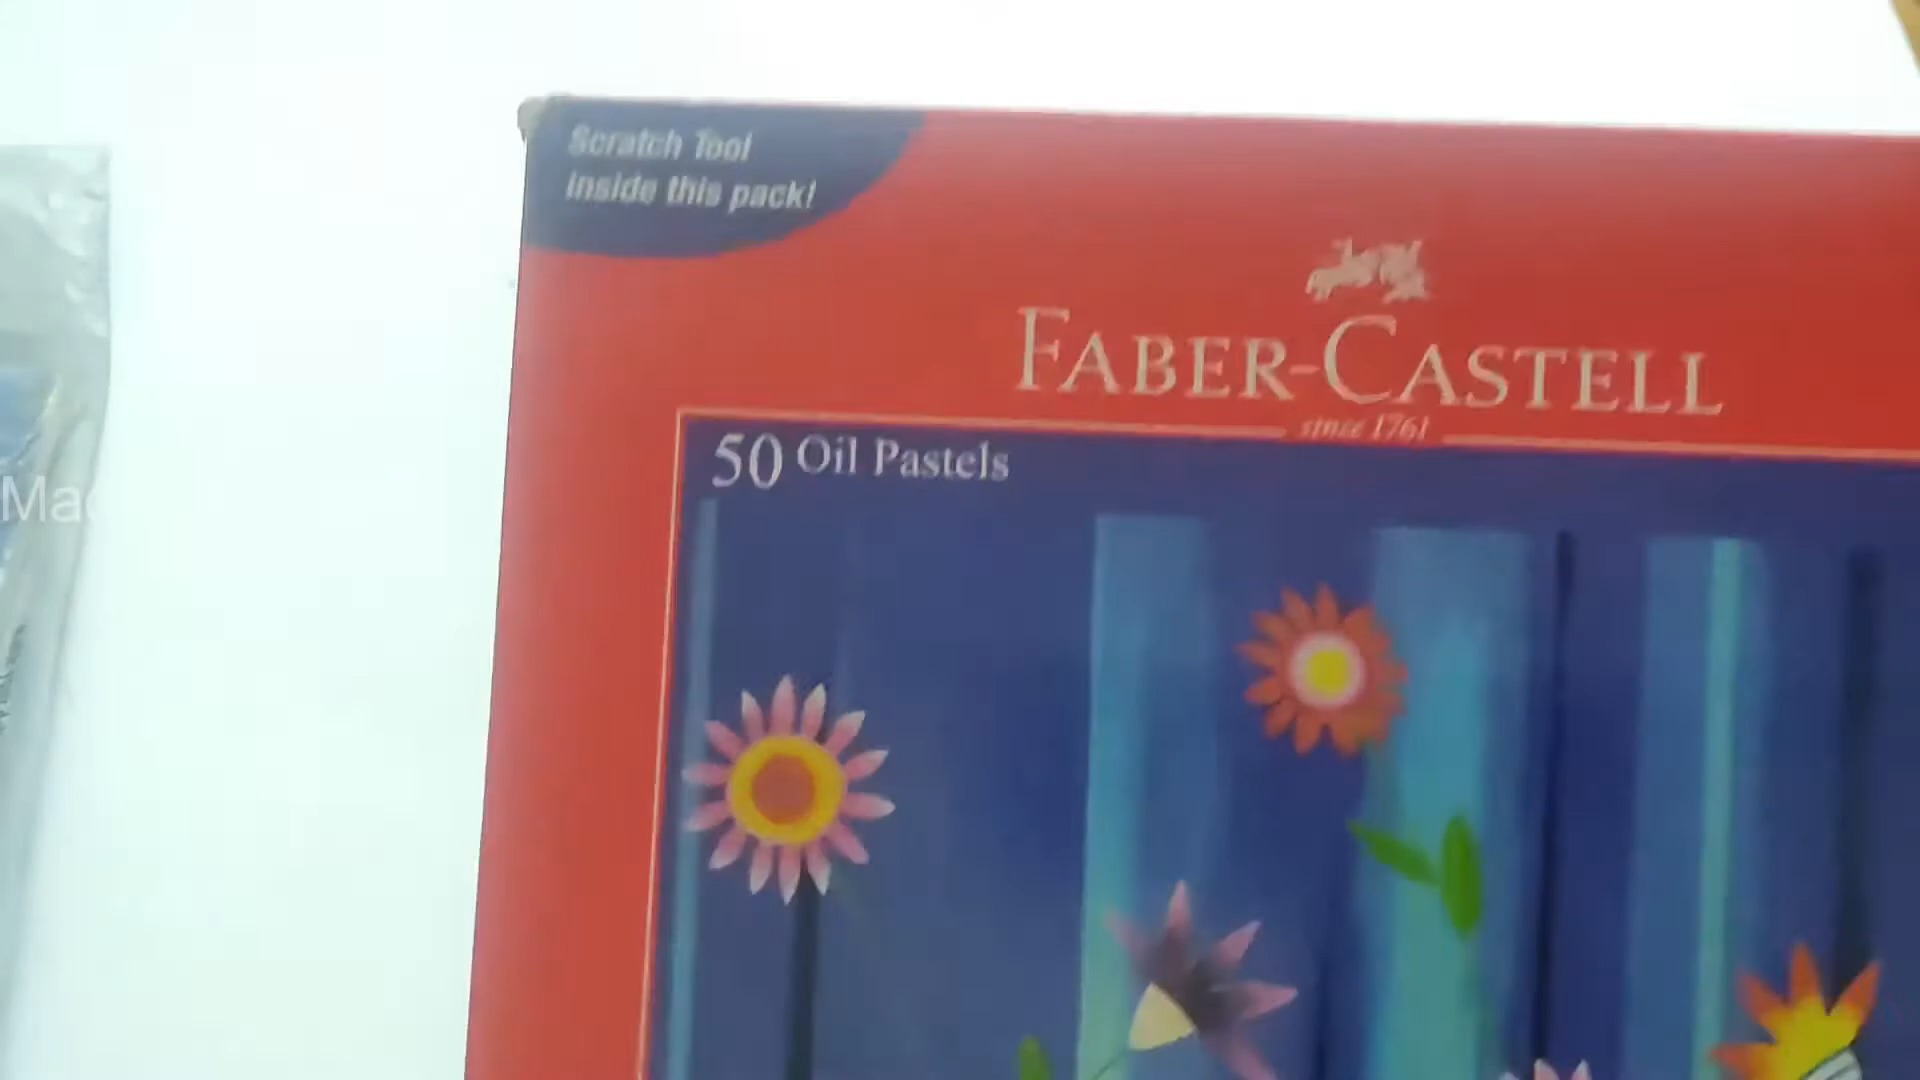 Scratch Tool
inside this pack!
FABER-CASTELL
since 1761
50 Oil Pastels